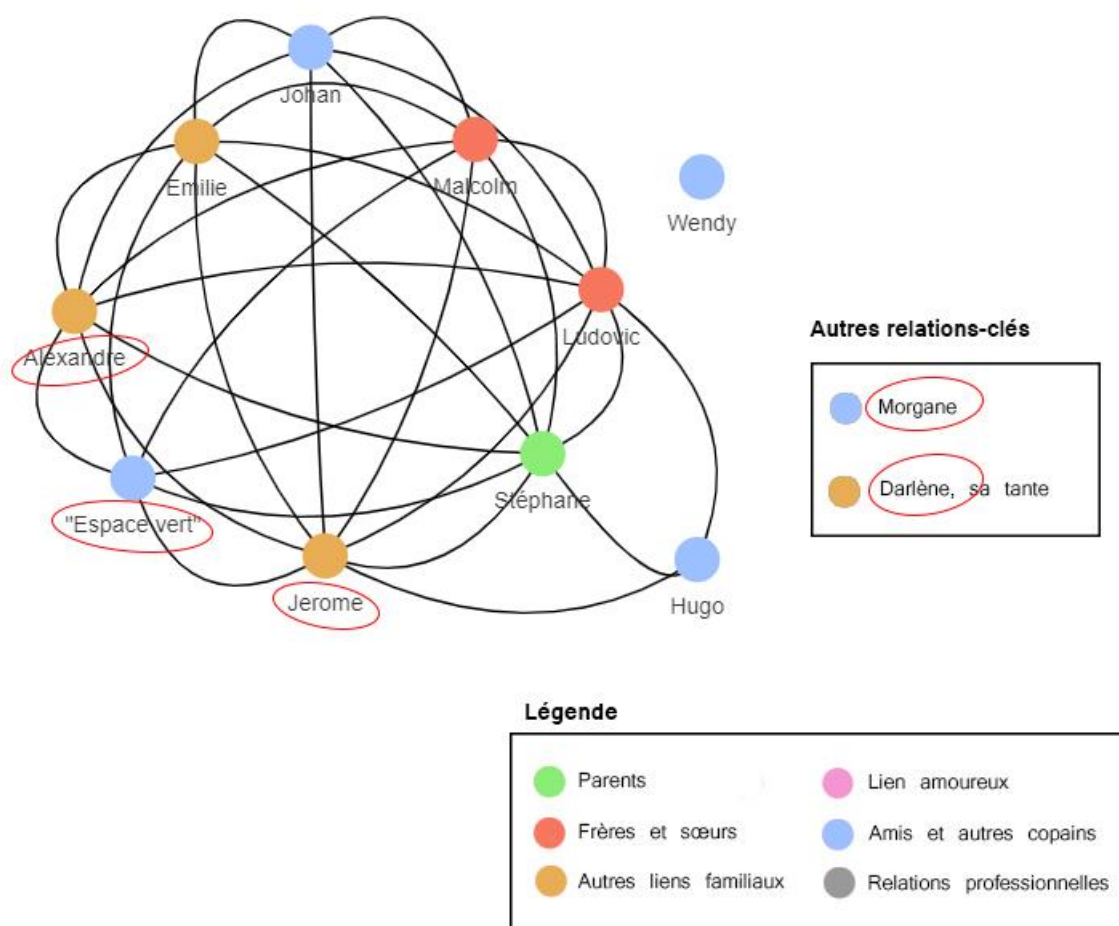 Johan
Emilie
Malcolm
Wendy
Alexandre
Ludovic
"Espace vert"
Stéphane
Jerome
Hugo
Autres relations-clés
Morgane
Darlène, sa tante
Légende
Parents
Lien amoureux
Frères et sœurs
Amis et autres copains
Autres liens familiaux
Relations professionnelles